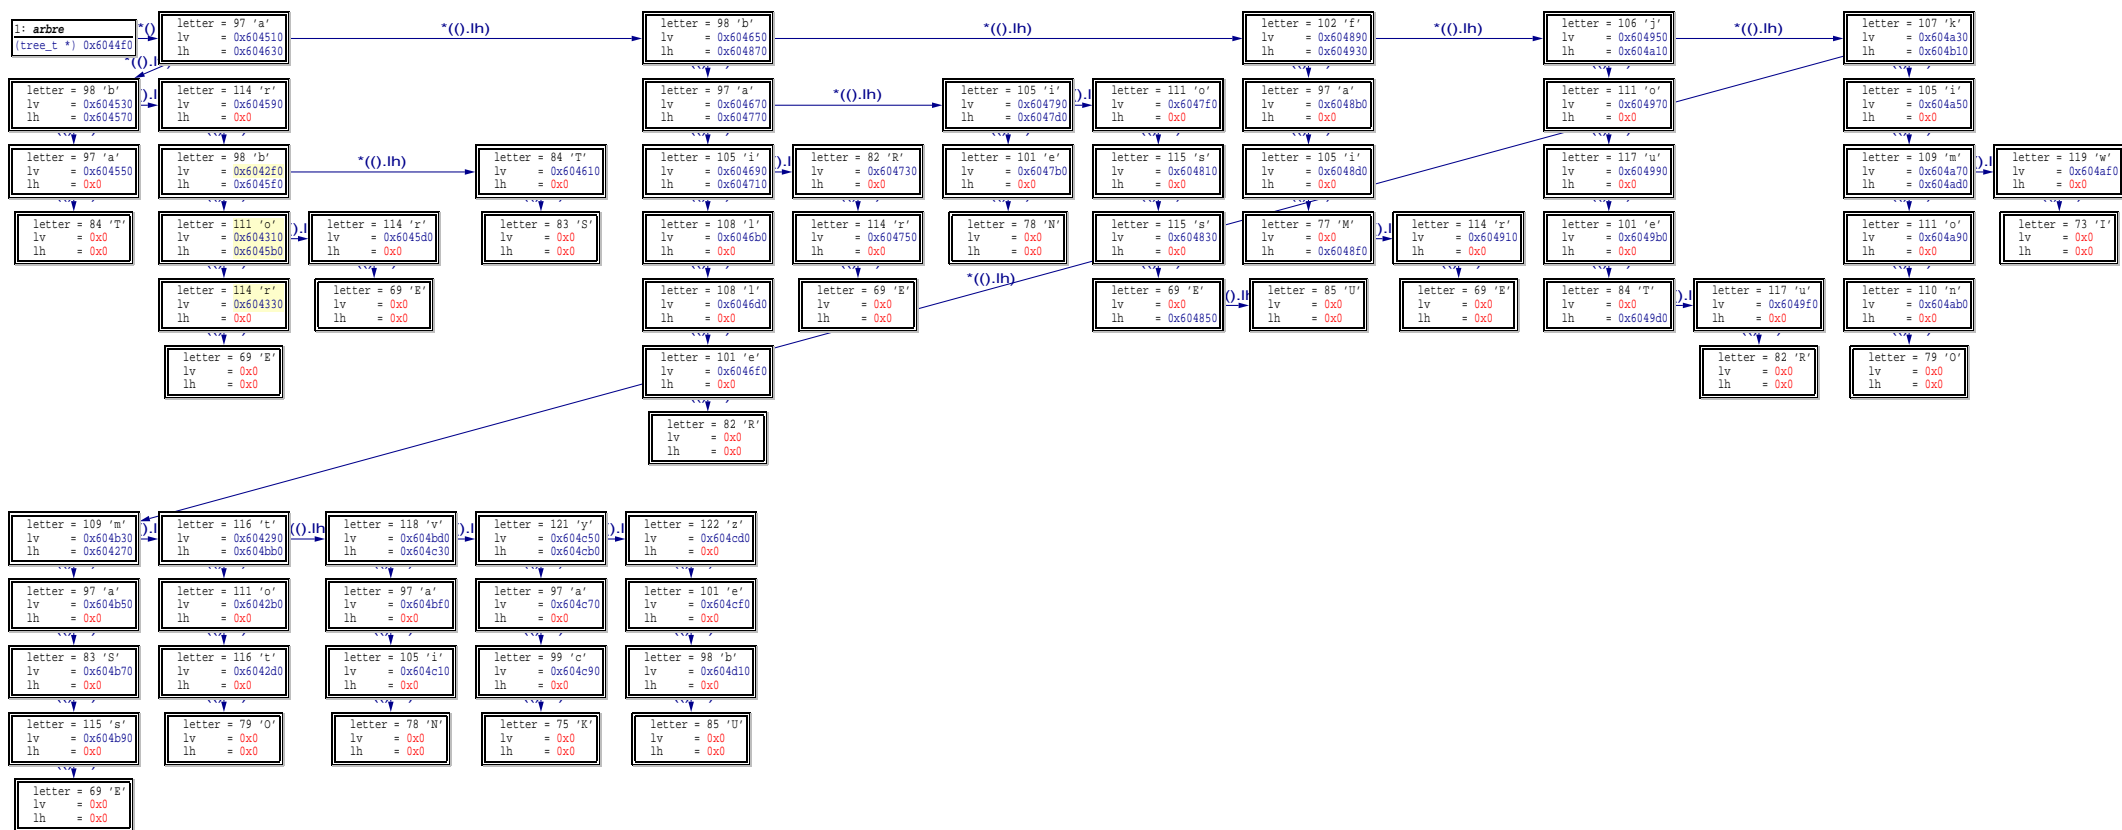 1: arbre
(tree_t *) 0x6044f0
*()
letter = 97 'a'
lv = 0x604510
lh = 0x604630
*(().lh)
letter = 98 'b'
lv = 0x604650
lh = 0x604870
*(().lh)
letter = 102 'f'
lv = 0x604890
lh = 0x604930
*(().lh)
letter = 106 'j'
lv = 0x604950
lh = 0x604a10
*(().lh)
letter = 107 'k'
lv = 0x604a30
lh = 0x604b10
letter = 98 'b'
lv = 0x604530
lh = 0x604570
letter = 114 'r'
lv = 0x604590
lh = 0x0
letter = 97 'a'
lv = 0x604670
lh = 0x604770
*(().lh)
letter = 105 'i'
lv = 0x604790
lh = 0x6047d0
letter = 111 'o'
lv = 0x6047f0
lh = 0x0
letter = 97 'a'
lv = 0x6048b0
lh = 0x0
letter = 111 'o'
lv = 0x604970
lh = 0x0
letter = 105 'i'
lv = 0x604a50
lh = 0x0
letter = 97 'a'
lv = 0x604550
lh = 0x0
letter = 98 'b'
lv = 0x6042f0
lh = 0x6045f0
*(().lh)
letter = 84 'T'
lv = 0x604610
lh = 0x0
letter = 105 'i'
lv = 0x604690
lh = 0x604710
letter = 82 'R'
lv = 0x604730
lh = 0x0
letter = 101 'e'
lv = 0x6047b0
lh = 0x0
letter = 115 's'
lv = 0x604810
lh = 0x0
letter = 105 'i'
lv = 0x6048d0
lh = 0x0
letter = 117 'u'
lv = 0x604990
lh = 0x0
letter = 109 'm'
lv = 0x604a70
lh = 0x604ad0
letter = 119 'w'
lv = 0x604af0
lh = 0x0
letter = 84 'T'
lv = 0x0
lh = 0x0
letter = 111 'o'
lv = 0x604310
lh = 0x6045b0
letter = 114 'r'
lv = 0x6045d0
lh = 0x0
letter = 83 'S'
lv = 0x0
lh = 0x0
letter = 108 'l'
lv = 0x6046b0
lh = 0x0
letter = 114 'r'
lv = 0x604750
lh = 0x0
letter = 78 'N'
lv = 0x0
lh = 0x0
letter = 115 's'
lv = 0x604830
lh = 0x0
letter = 77 'M'
lv = 0x0
lh = 0x6048f0
letter = 114 'r'
lv = 0x604910
lh = 0x0
letter = 101 'e'
lv = 0x6049b0
lh = 0x0
letter = 111 'o'
lv = 0x604a90
lh = 0x0
letter = 73 'I'
lv = 0x0
lh = 0x0
letter = 114 'r'
lv = 0x604330
lh = 0x0
letter = 69 'E'
lv = 0x0
lh = 0x0
letter = 108 'l'
lv = 0x6046d0
lh = 0x0
letter = 69 'E'
lv = 0x0
lh = 0x0
*(().lh)
letter = 69 'E'
lv = 0x0
lh = 0x604850
letter = 85 'U'
lv = 0x0
lh = 0x0
letter = 69 'E'
lv = 0x0
lh = 0x0
letter = 84 'T'
lv = 0x0
lh = 0x6049d0
letter = 117 'u'
lv = 0x6049f0
lh = 0x0
letter = 110 'n'
lv = 0x604ab0
lh = 0x0
letter = 69 'E'
lv = 0x0
lh = 0x0
letter = 101 'e'
lv = 0x6046f0
lh = 0x0
letter = 82 'R'
lv = 0x0
lh = 0x0
letter = 79 'O'
lv = 0x0
lh = 0x0
letter = 82 'R'
lv = 0x0
lh = 0x0
letter = 109 'm'
lv = 0x604b30
lh = 0x604270
letter = 116 't'
lv = 0x604290
lh = 0x604bb0
(().lh)
letter = 118 'v'
lv = 0x604bd0
lh = 0x604c30
letter = 121 'y'
lv = 0x604c50
lh = 0x604cb0
letter = 122 'z'
lv = 0x604cd0
lh = 0x0
letter = 97 'a'
lv = 0x604b50
lh = 0x0
letter = 111 'o'
lv = 0x6042b0
lh = 0x0
letter = 97 'a'
lv = 0x604bf0
lh = 0x0
letter = 97 'a'
lv = 0x604c70
lh = 0x0
letter = 101 'e'
lv = 0x604cf0
lh = 0x0
letter = 83 'S'
lv = 0x604b70
lh = 0x0
letter = 116 't'
lv = 0x6042d0
lh = 0x0
letter = 105 'i'
lv = 0x604c10
lh = 0x0
letter = 99 'c'
lv = 0x604c90
lh = 0x0
letter = 98 'b'
lv = 0x604d10
lh = 0x0
letter = 115 's'
lv = 0x604b90
lh = 0x0
letter = 79 'O'
lv = 0x0
lh = 0x0
letter = 78 'N'
lv = 0x0
lh = 0x0
letter = 75 'K'
lv = 0x0
lh = 0x0
letter = 85 'U'
lv = 0x0
lh = 0x0
letter = 69 'E'
lv = 0x0
lh = 0x0